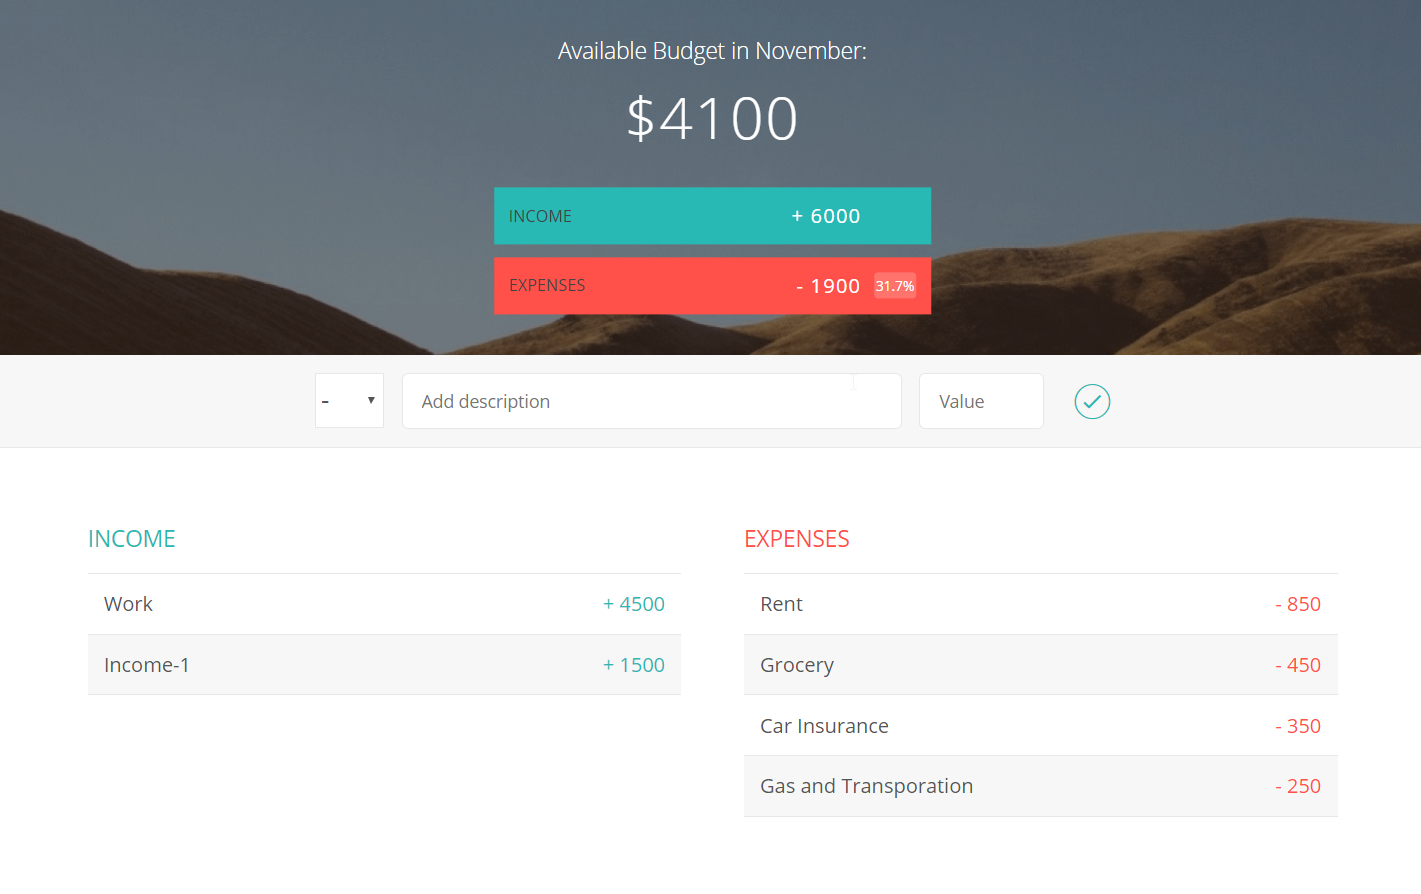 Available Budget in November:
$4100
INCOME + 6000
EXPENSES - 1900 31.7%
- Add description Value
INCOME
Work + 4500
Income-1 + 1500
EXPENSES
Rent - 850
Grocery - 450
Car Insurance - 350
Gas and Transporation - 250